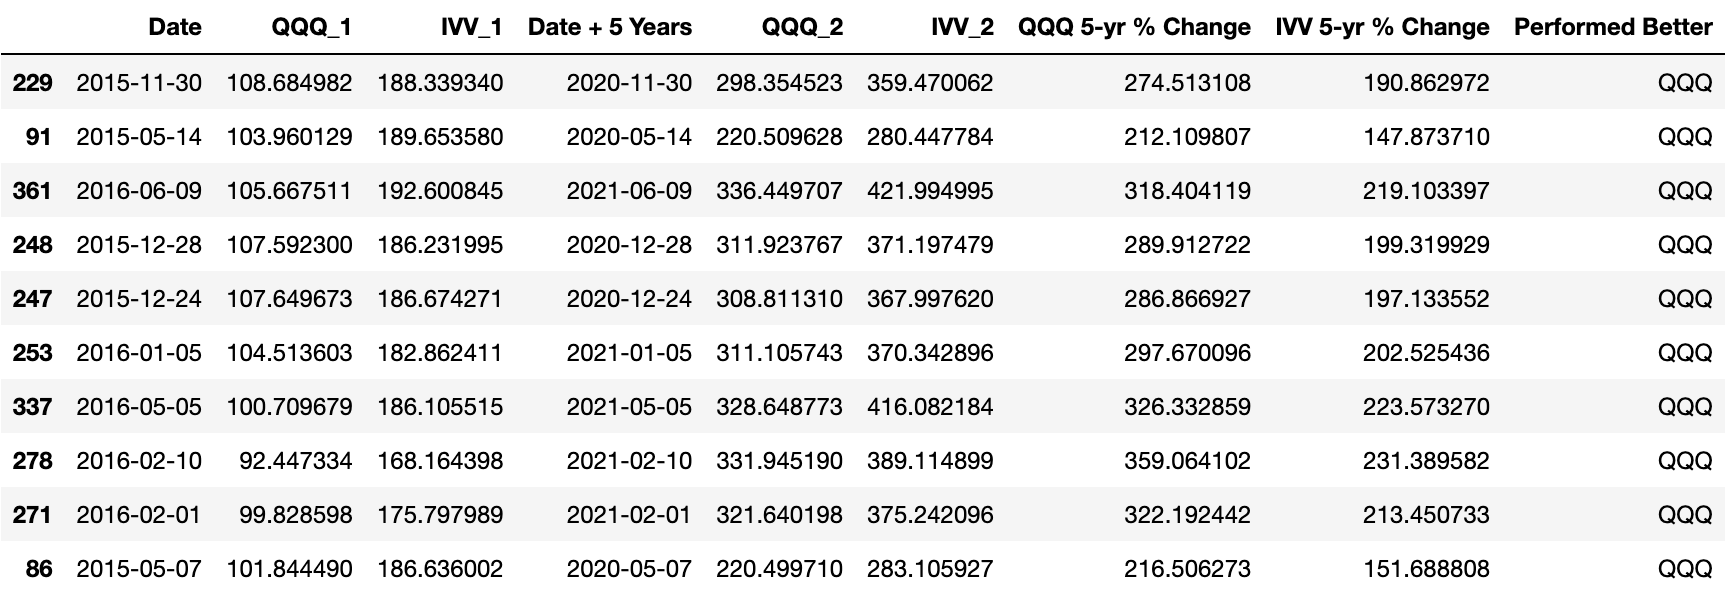 Date QQQ_1 IVV_1 Date + 5 Years QQQ_2 IVV_2 QQQ 5-yr % Change IVV 5-yr % Change Performed Better
229 2015-11-30 108.684982 188.339340 2020-11-30 298.354523 359.470062 274.513108 190.862972 QQQ
91 2015-05-14 103.960129 189.653580 2020-05-14 220.509628 280.447784 212.109807 147.873710 QQQ
361 2016-06-09 105.667511 192.600845 2021-06-09 336.449707 421.994995 318.404119 219.103397 QQQ
248 2015-12-28 107.592300 186.231995 2020-12-28 311.923767 371.197479 289.912722 199.319929 QQQ
247 2015-12-24 107.649673 186.674271 2020-12-24 308.811310 367.997620 286.866927 197.133552 QQQ
253 2016-01-05 104.513603 182.862411 2021-01-05 311.105743 370.342896 297.670096 202.525436 QQQ
337 2016-05-05 100.709679 186.105515 2021-05-05 328.648773 416.082184 326.332859 223.573270 QQQ
278 2016-02-10 92.447334 168.164398 2021-02-10 331.945190 389.114899 359.064102 231.389582 QQQ
271 2016-02-01 99.828598 175.797989 2021-02-01 321.640198 375.242096 322.192442 213.450733 QQQ
86 2015-05-07 101.844490 186.636002 2020-05-07 220.499710 283.105927 216.506273 151.688808 QQQ